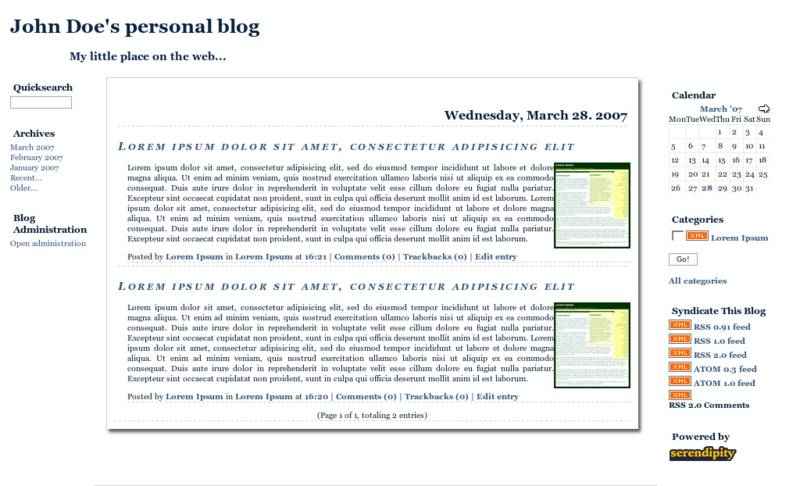 John Doe's personal blog
My little place on the web...
Quicksearch
Archives
March 2007
February 2007
January 2007
Recent...
Older...
Blog
Administration
Open administration
Wednesday, March 28. 2007
Lorem ipsum dolor sit amet, consectetur adipisicing elit
Lorem ipsum dolor sit amet, consectetur adipisicing elit, sed do eiusmod tempor incididunt ut labore et dolore
magna aliqua. Ut enim ad minim veniam, quis nostrud exercitation ullamco laboris nisi ut aliquip ex ea commodo
consequat. Duis aute irure dolor in reprehenderit in voluptate velit esse cillum dolore eu fugiat nulla pariatur.
Excepteur sint occaecat cupidatat non proident, sunt in culpa qui officia deserunt mollit anim id est laborum. Lorem
ipsum dolor sit amet, consectetur adipisicing elit, sed do eiusmod tempor incididunt ut labore et dolore magna
aliqua. Ut enim ad minim veniam, quis nostrud exercitation ullamco laboris nisi ut aliquip ex ea commodo
consequat. Duis aute irure dolor in reprehenderit in voluptate velit esse cillum dolore eu fugiat nulla pariatur.
Excepteur sint occaecat cupidatat non proident, sunt in culpa qui officia deserunt mollit anim id est laborum.
Posted by Lorem Ipsum in Lorem Ipsum at 16:21 | Comments (0) | Trackbacks (0) | Edit entry
Lorem ipsum dolor sit amet, consectetur adipisicing elit
Lorem ipsum dolor sit amet, consectetur adipisicing elit, sed do eiusmod tempor incididunt ut labore et dolore
magna aliqua. Ut enim ad minim veniam, quis nostrud exercitation ullamco laboris nisi ut aliquip ex ea commodo
consequat. Duis aute irure dolor in reprehenderit in voluptate velit esse cillum dolore eu fugiat nulla pariatur.
Excepteur sint occaecat cupidatat non proident, sunt in culpa qui officia deserunt mollit anim id est laborum. Lorem
ipsum dolor sit amet, consectetur adipisicing elit, sed do eiusmod tempor incididunt ut labore et dolore magna
aliqua. Ut enim ad minim veniam, quis nostrud exercitation ullamco laboris nisi ut aliquip ex ea commodo
consequat. Duis aute irure dolor in reprehenderit in voluptate velit esse cillum dolore eu fugiat nulla pariatur.
Excepteur sint occaecat cupidatat non proident, sunt in culpa qui officia deserunt mollit anim id est laborum.
Posted by Lorem Ipsum in Lorem Ipsum at 16:20 | Comments (0) | Trackbacks (0) | Edit entry
(Page 1 of 1, totaling 2 entries)
Calendar
March '07
Mon Tue Wed Thu Fri Sat Sun
1 2 3 4
5 6 7 8 9 10 11
12 13 14 15 16 17 18
19 20 21 22 23 24 25
26 27 28 29 30 31
Categories
XML Lorem Ipsum
Go!
All categories
Syndicate This Blog
XML RSS 0.91 feed
XML RSS 1.0 feed
XML RSS 2.0 feed
XML ATOM 0.3 feed
XML ATOM 1.0 feed
XML
RSS 2.0 Comments
Powered by
serendipity